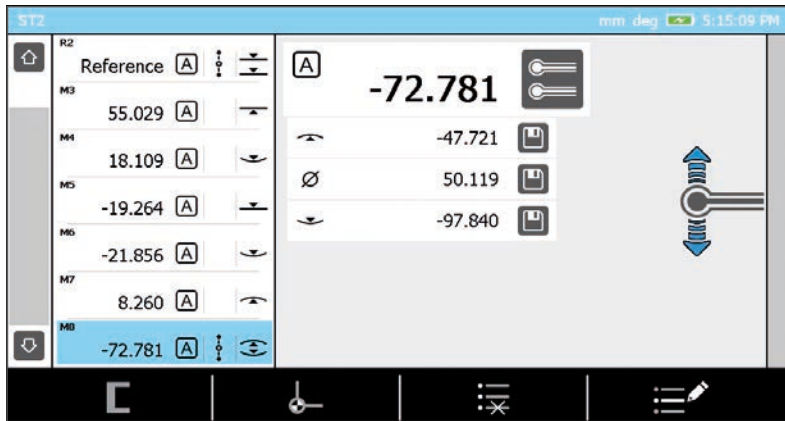 ST2
mm deg 5:15:09 PM
R2
Reference A
M3
55.029 A
M4
18.109 A
M5
-19.264 A
M6
-21.856 A
M7
8.260 A
M8
-72.781 A
A
-72.781
-47.721
Ø 50.119
-97.840